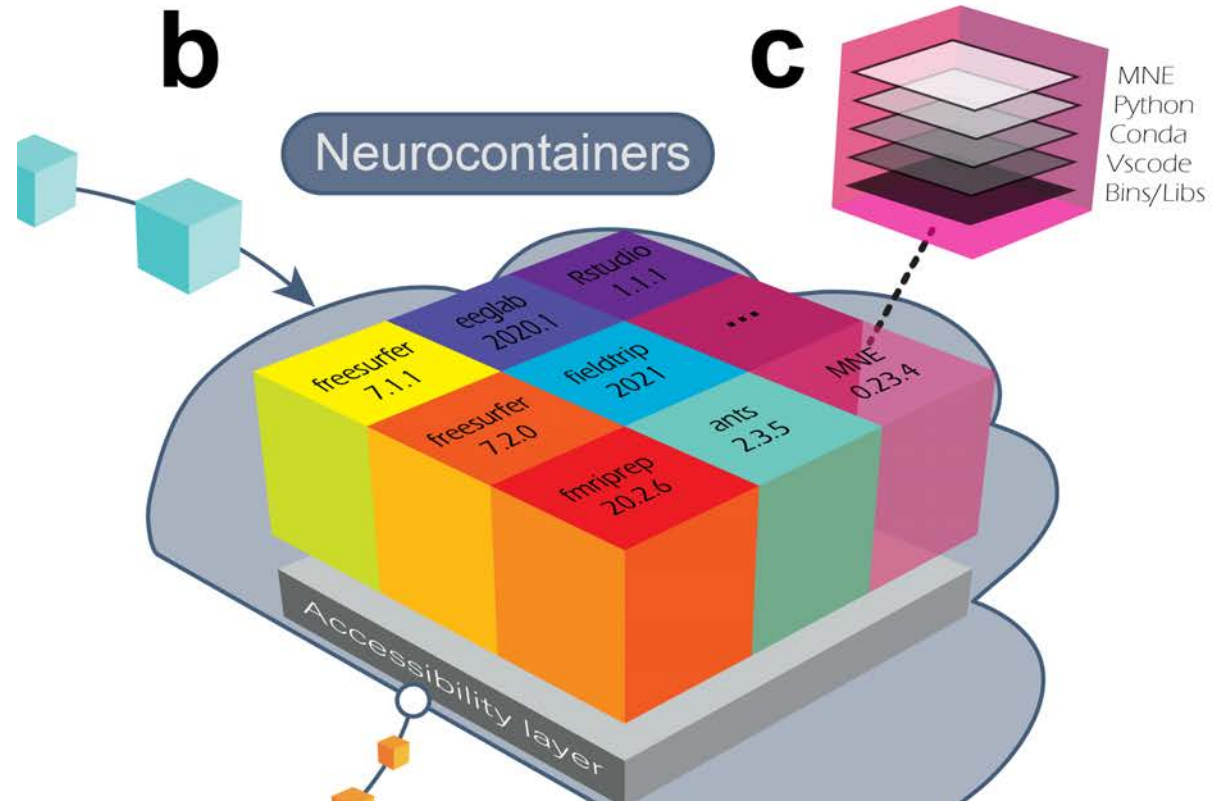 b
c
MNE
Python
Conda
Vscode
Bins/Libs
Neurocontainers
Rstudio
1.1.1
eeglab
2020.1
...
freesurfer
7.1.1
fieldtrip
2021
MNE
0.23.4
freesurfer
7.2.0
ants
2.3.5
fmriprep
20.2.6
Accessibility layer